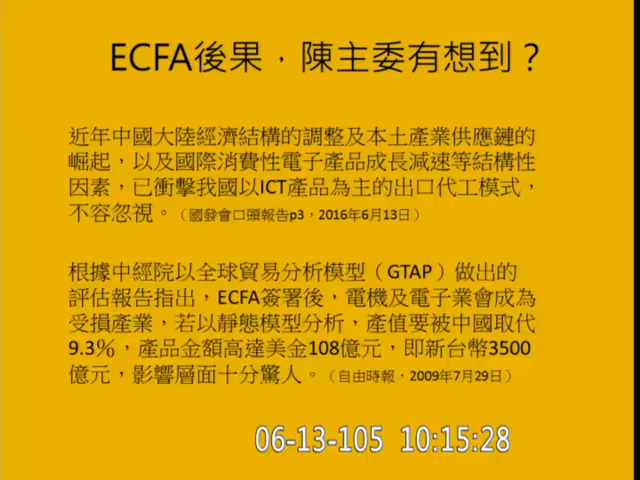 ECFA後果，陳主委有想到？
近年中國大陸經濟結構的調整及本土產業供應鏈的
崛起，以及國際消費性電子產品成長減速等結構性
因素，已衝擊我國以ICT產品為主的出口代工模式，
不容忽視。（國發會口頭報告p3，2016年6月13日）
根據中經院以全球貿易分析模型（GTAP）做出的
評估報告指出，ECFA簽署後，電機及電子業會成為
受損產業，若以靜態模型分析，產值要被中國取代
9.3%，產品金額高達美金108億元，即新台幣3500
億元，影響層面十分驚人。（自由時報，2009年7月29日）
06-13-105 10:15:28